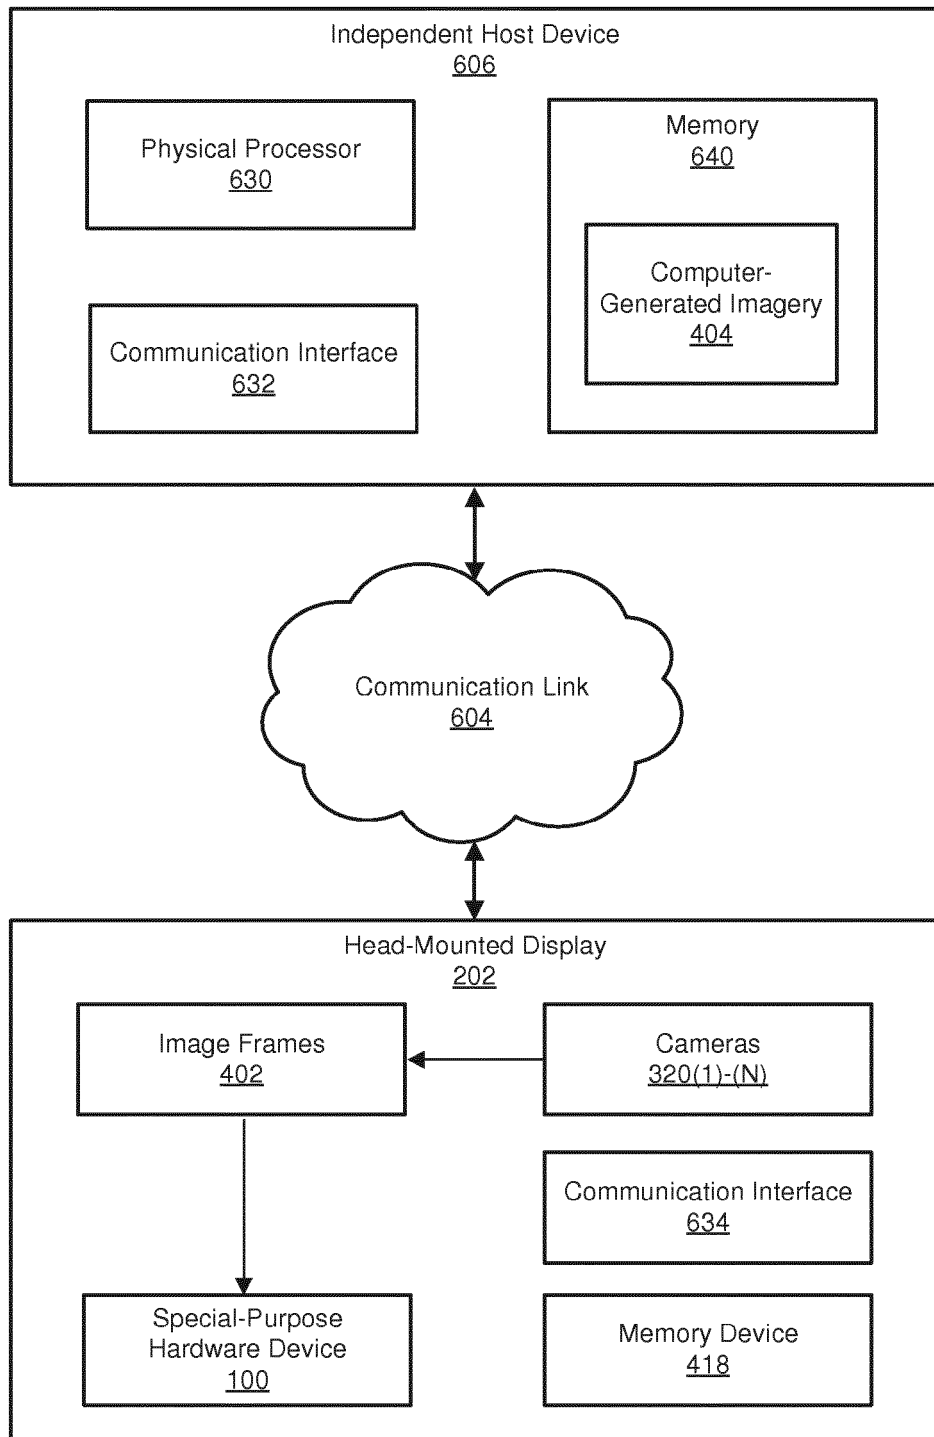 Independent Host Device
606
Physical Processor
630
Memory
640
Computer-
Generated Imagery
404
Communication Interface
632
Communication Link
604
Head-Mounted Display
202
Image Frames
402
Cameras
320(1)-(N)
Communication Interface
634
Special-Purpose
Hardware Device
100
Memory Device
418